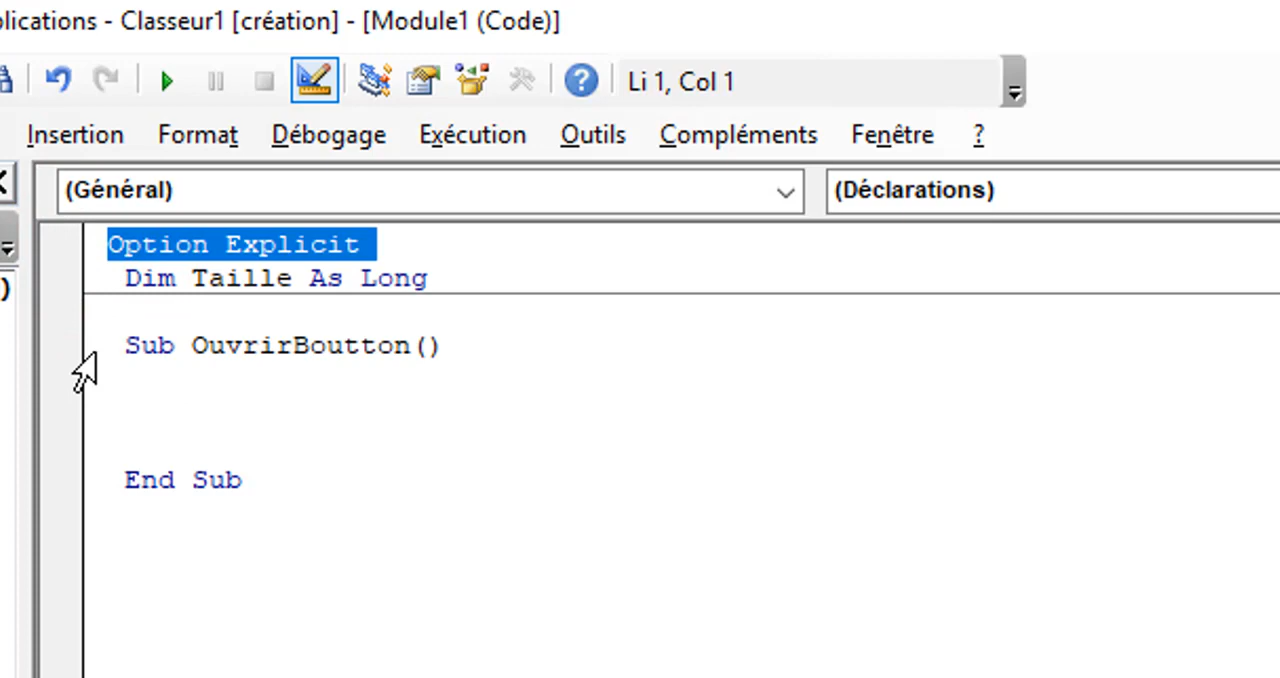 plications - Classeur1 [création] - [Module1 (Code)]
Li 1, Col 1
Insertion Format Débogage Exécution Outils Compléments Fenêtre ?
(Général) (Déclarations)
Option Explicit
Dim Taille As Long
)
Sub OuvrirBoutton()
End Sub